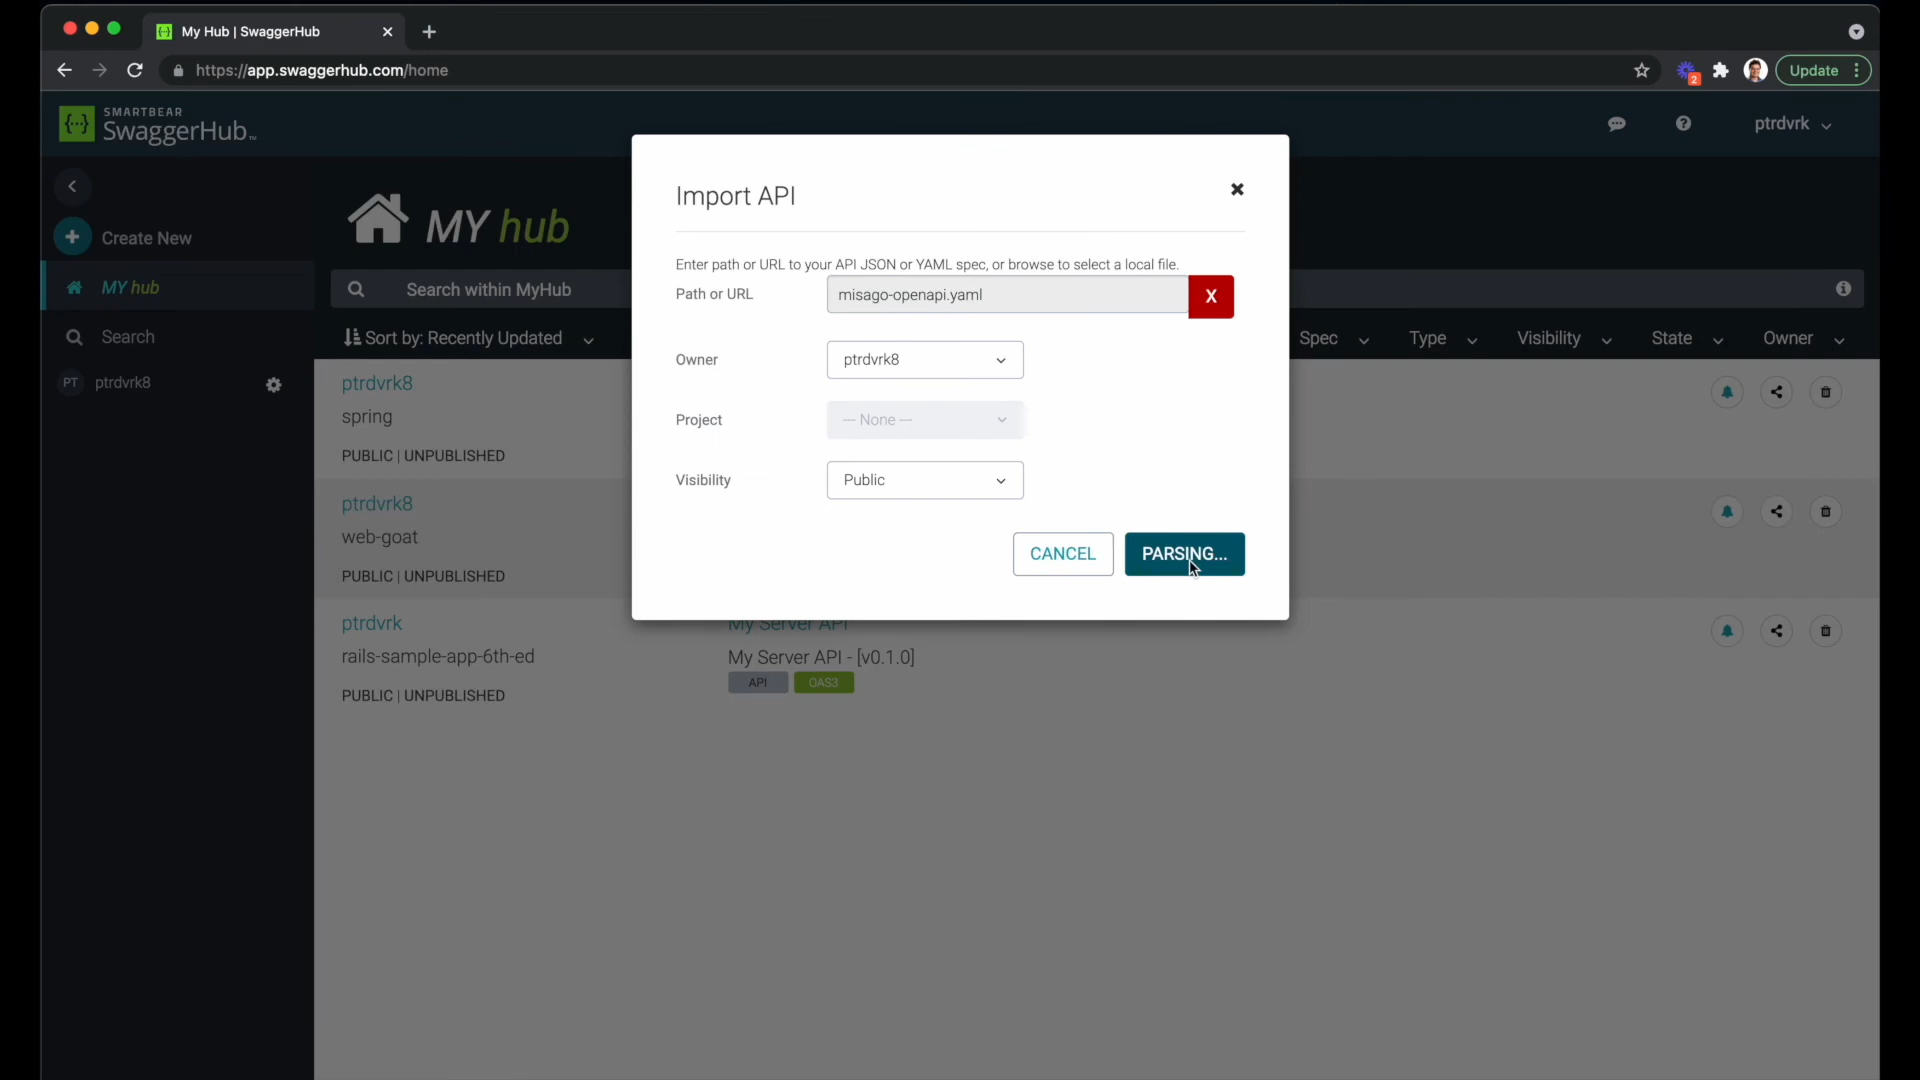 My Hub | SwaggerHub
https://app.swaggerhub.com/home
2
Update
SMARTBEAR
SwaggerHub™
ptrdvrk
Create New
MY hub
Search
PT ptrdvrk8
MY hub
Search within MyHub
Sort by: Recently Updated
Spec
Type
Visibility
State
Owner
ptrdvrk8
spring
PUBLIC | UNPUBLISHED
ptrdvrk8
web-goat
PUBLIC | UNPUBLISHED
ptrdvrk
rails-sample-app-6th-ed
PUBLIC | UNPUBLISHED
My Server API
My Server API - [v0.1.0]
API
OAS3
Import API
Enter path or URL to your API JSON or YAML spec, or browse to select a local file.
Path or URL
misago-openapi.yaml
X
Owner
ptrdvrk8
Project
--- None ---
Visibility
Public
CANCEL
PARSING...